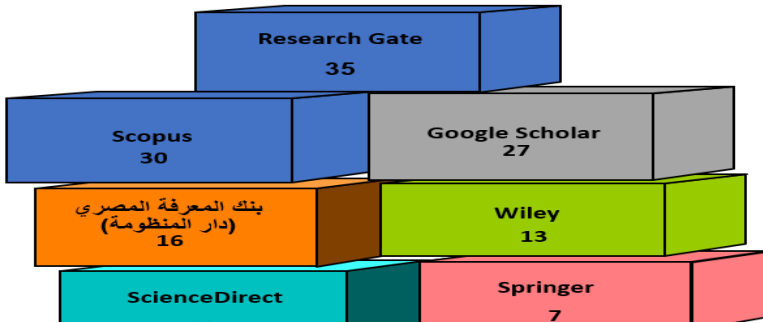 Research Gate
35
Scopus
30
Google Scholar
27
بنك المعرفة المصري
(دار المنظومة)
16
Wiley
13
ScienceDirect
Springer
7